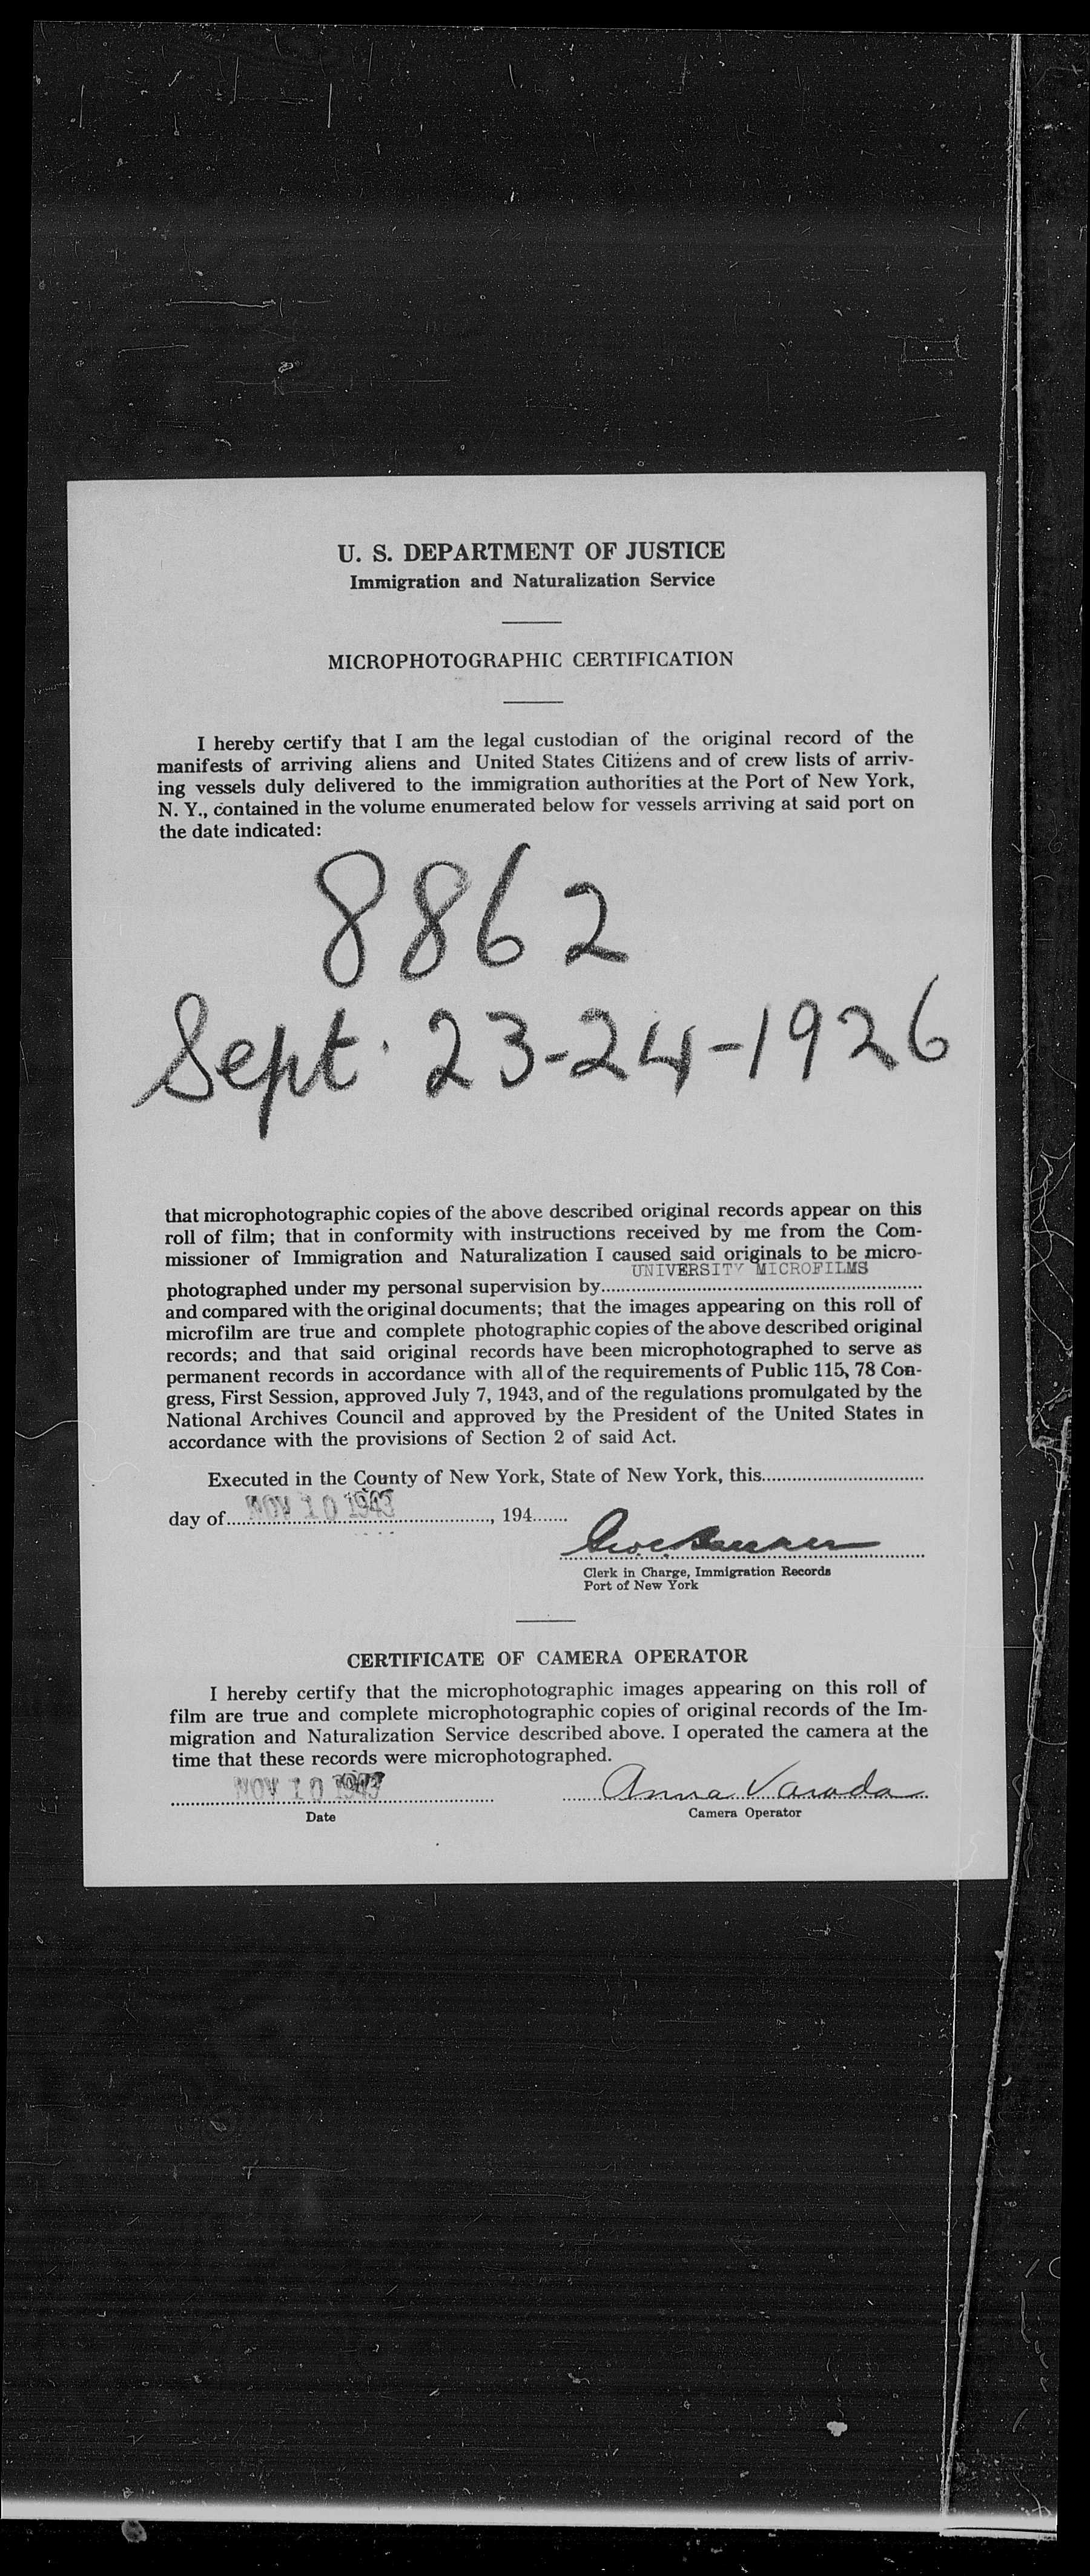 U. S. DEPARTMENT OF JUSTICE
Immigration and Naturalization Service
MICROPHOTOGRAPHIC CERTIFICATION
I hereby certify that I am the legal custodian of the original record of the
manifests of arriving aliens and United States Citizens and of crew lists of arriv-
ing vessels duly delivered to the immigration authorities at the Port of New York,
N. Y., contained in the volume enumerated below for vessels arriving at said port on
the date indicated:
8862
Sept. 23-24-1926
that microphotographic copies of the above described original records appear on this
roll of film; that in conformity with instructions received by me from the Com-
missioner of Immigration and Naturalization I caused said originals to be micro-
UNIVERSITY MICROFILMS
photographed under my personal supervision by
and compared with the original documents; that the images appearing on this roll of
microfilm are true and complete photographic copies of the above described original
records; and that said original records have been microphotographed to serve as
permanent records in accordance with all of the requirements of Public 115, 78 Con-
gress, First Session, approved July 7, 1943, and of the regulations promulgated by the
National Archives Council and approved by the President of the United States in
accordance with the provisions of Section 2 of said Act.
Executed in the County of New York, State of New York, this
day of NOV 10 1943, 194
Clerk in Charge, Immigration Records
Port of New York
CERTIFICATE OF CAMERA OPERATOR
I hereby certify that the microphotographic images appearing on this roll of
film are true and complete microphotographic copies of original records of the Im-
migration and Naturalization Service described above. I operated the camera at the
time that these records were microphotographed.
NOV 10 1943 Anna Varada
Date Camera Operator